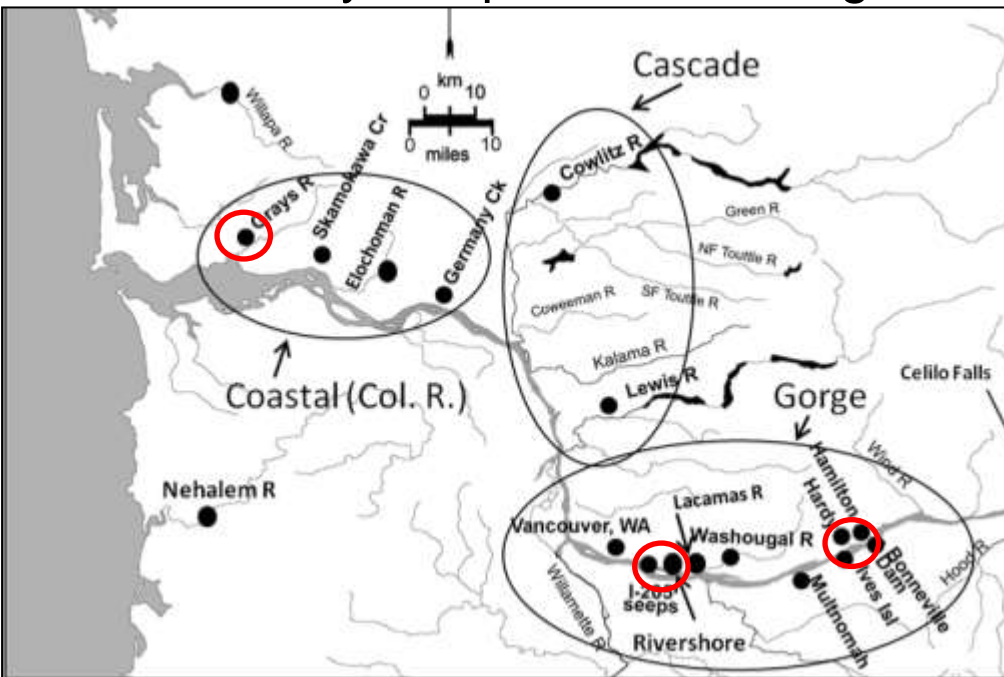 Cascade
km
0 10
0 10
miles
Willapa R
Grays R
Skamokawa Cr
Elochoman R
Germany Ck
Cowlitz R
Green R
NF Touttle R
SF Touttle R
Coweeman R
Kalama R
Lewis R
Celilo Falls
Coastal (Col. R.)
Gorge
Nehalem R
Vancouver, WA
Lacamas R
Washougal R
Hamilton
Hardy
Wind R
Hood R
Bonneville
Dam
Ives Isl
Multnomah
I-205
seeps
Rivershore
Willamette R